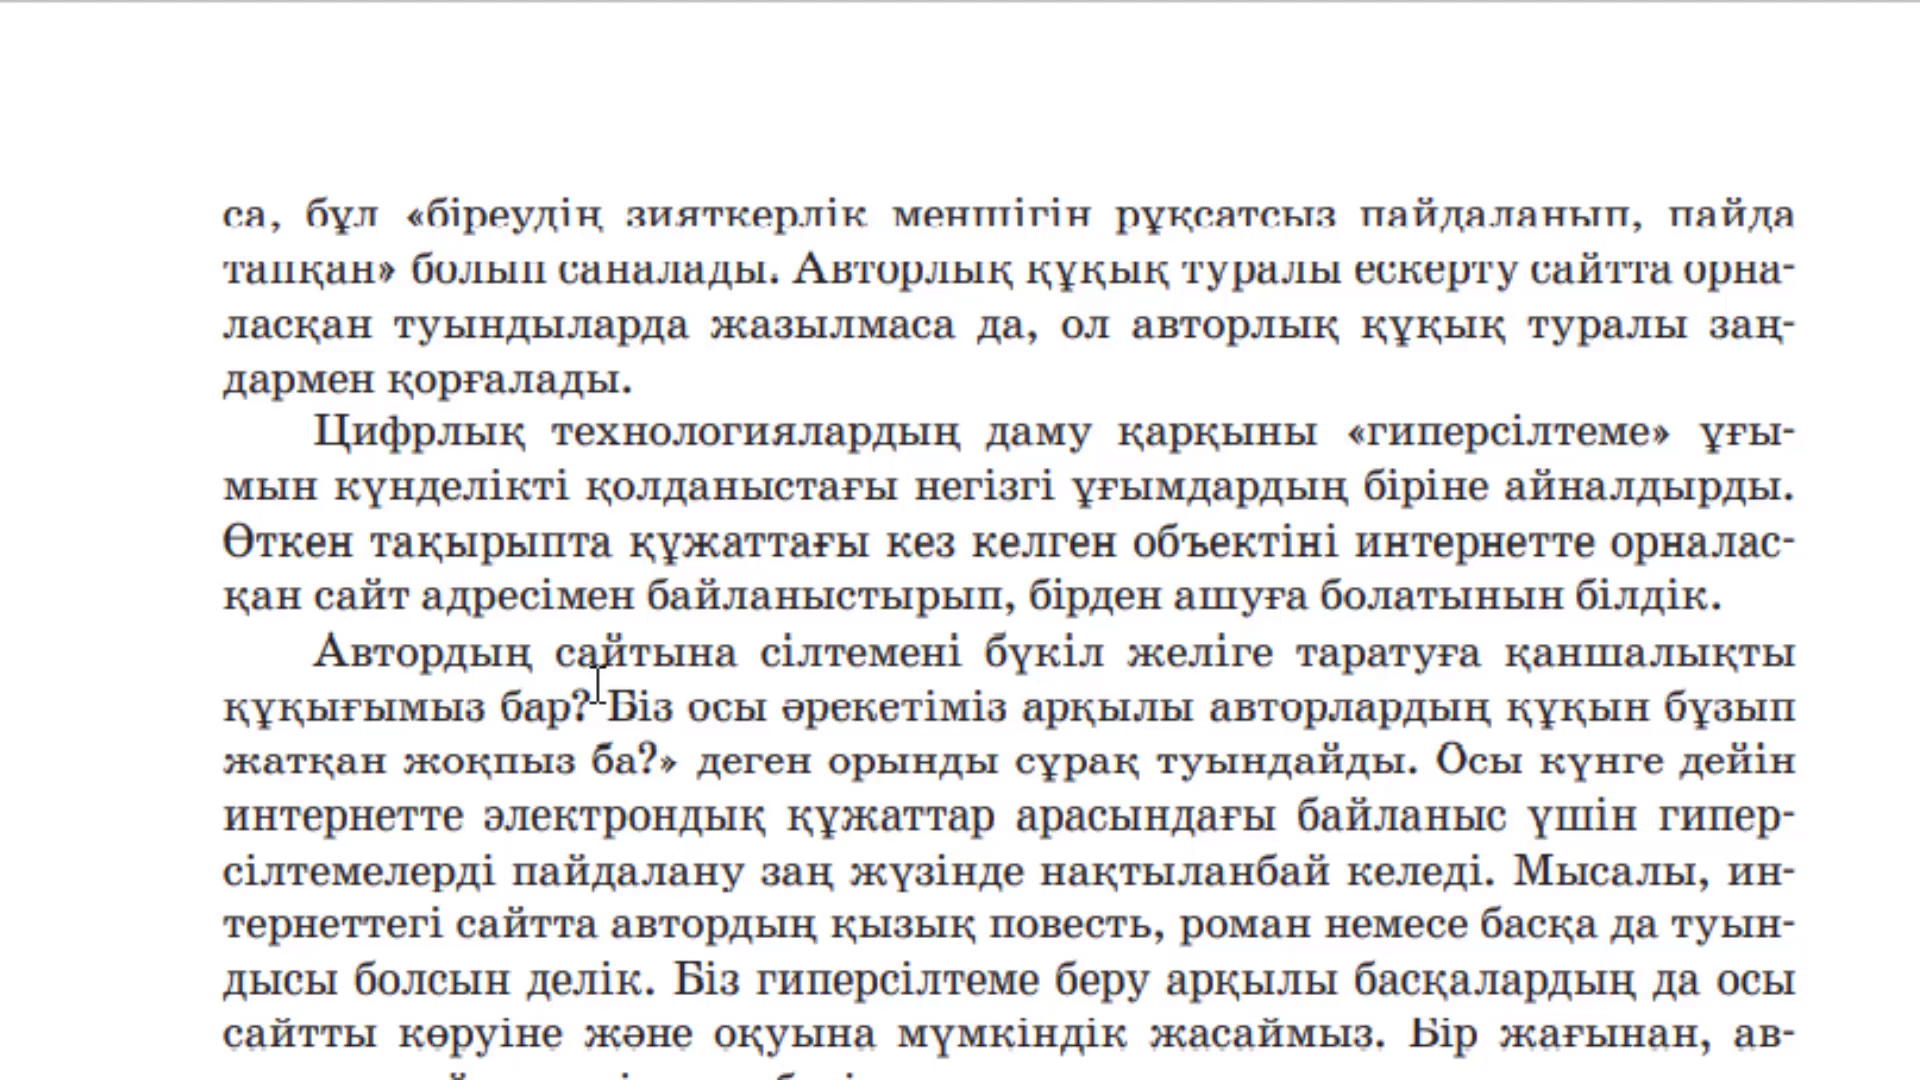 са, бұл «біреудің зияткерлік меншігін рұқсатсыз пайдаланып, пайда
тапқан» болып саналады. Авторлық құқық туралы ескерту сайтта орна-
ласқан туындыларда жазылмаса да, ол авторлық құқық туралы заң-
дармен қорғалады.
Цифрлық технологиялардың даму қарқыны «гиперсілтеме» ұғы-
мын күнделікті қолданыстағы негізгі ұғымдардың біріне айналдырды.
Өткен тақырыпта құжаттағы кез келген объектіні интернетте орналас-
қан сайт адресімен байланыстырып, бірден ашуға болатынын білдік.
Автордың сайтына сілтемені бүкіл желіге таратуға қаншалықты
құқығымыз бар? Біз осы әрекетіміз арқылы авторлардың құқын бұзып
жатқан жоқпыз ба?» деген орынды сұрақ туындайды. Осы күнге дейін
интернетте электрондық құжаттар арасындағы байланыс үшін гипер-
сілтемелерді пайдалану заң жүзінде нақтыланбай келеді. Мысалы, ин-
тернеттегі сайтта автордың қызық повесть, роман немесе басқа да туын-
дысы болсын делік. Біз гиперсілтеме беру арқылы басқалардың да осы
сайтты көруіне және оқуына мүмкіндік жасаймыз. Бір жағынан, ав-